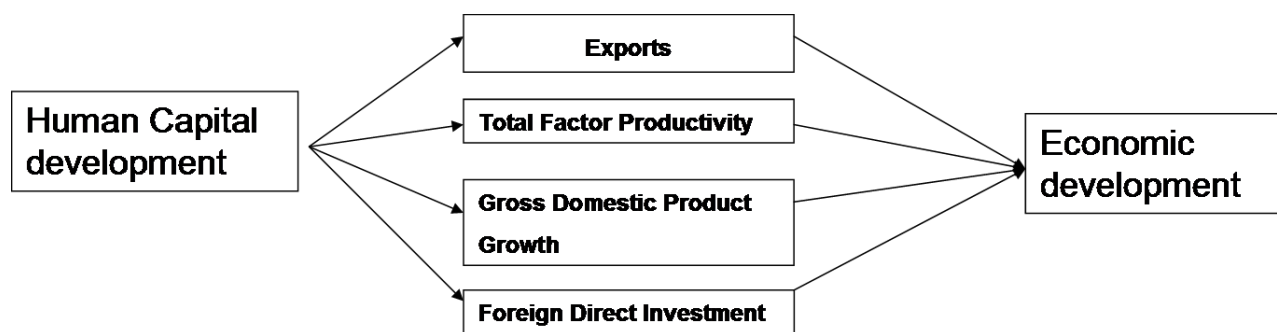 Human Capital
development
Exports
Total Factor Productivity
Gross Domestic Product
Growth
Foreign Direct Investment
Economic
development